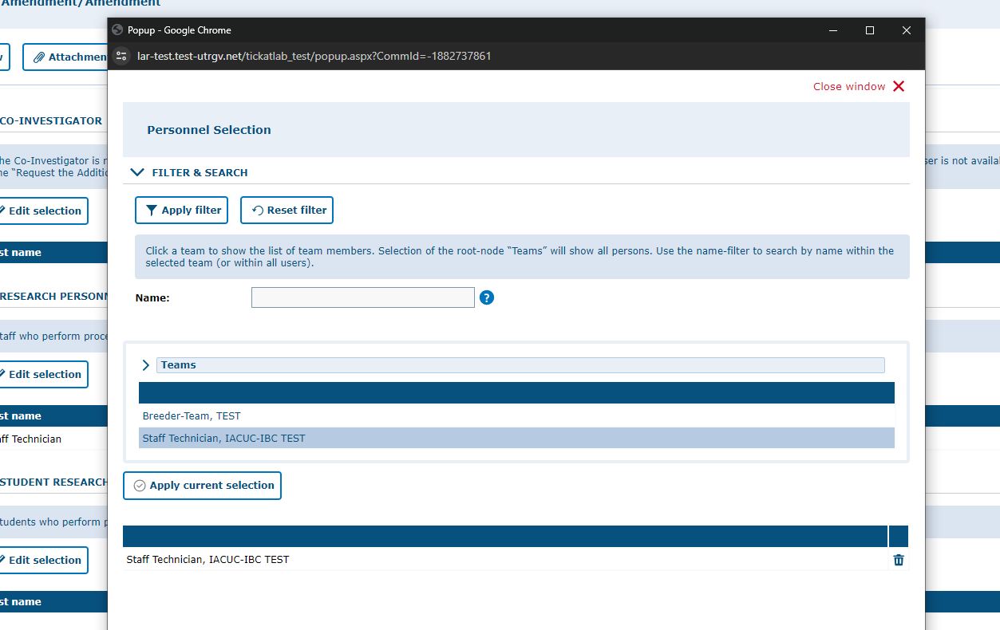 Amendment/Amendment
Popup - Google Chrome
lar-test.test-utrgv.net/tickatlab_test/popup.aspx?CommId=-1882737861
Attachmen
Close window
Personnel Selection
CO-INVESTIGATOR
he Co-Investigator is r
ser is not availal
he “Request the Additio
FILTER & SEARCH
Edit selection
Apply filter
Reset filter
Click a team to show the list of team members. Selection of the root-node “Teams” will show all persons. Use the name-filter to search by name within the
selected team (or within all users).
st name
RESEARCH PERSONN
Name:
?
taff who perform proce
Teams
Edit selection
st name
Breeder-Team, TEST
aff Technician
Staff Technician, IACUC-IBC TEST
STUDENT RESEARCH
Apply current selection
tudents who perform p
Edit selection
Staff Technician, IACUC-IBC TEST
st name